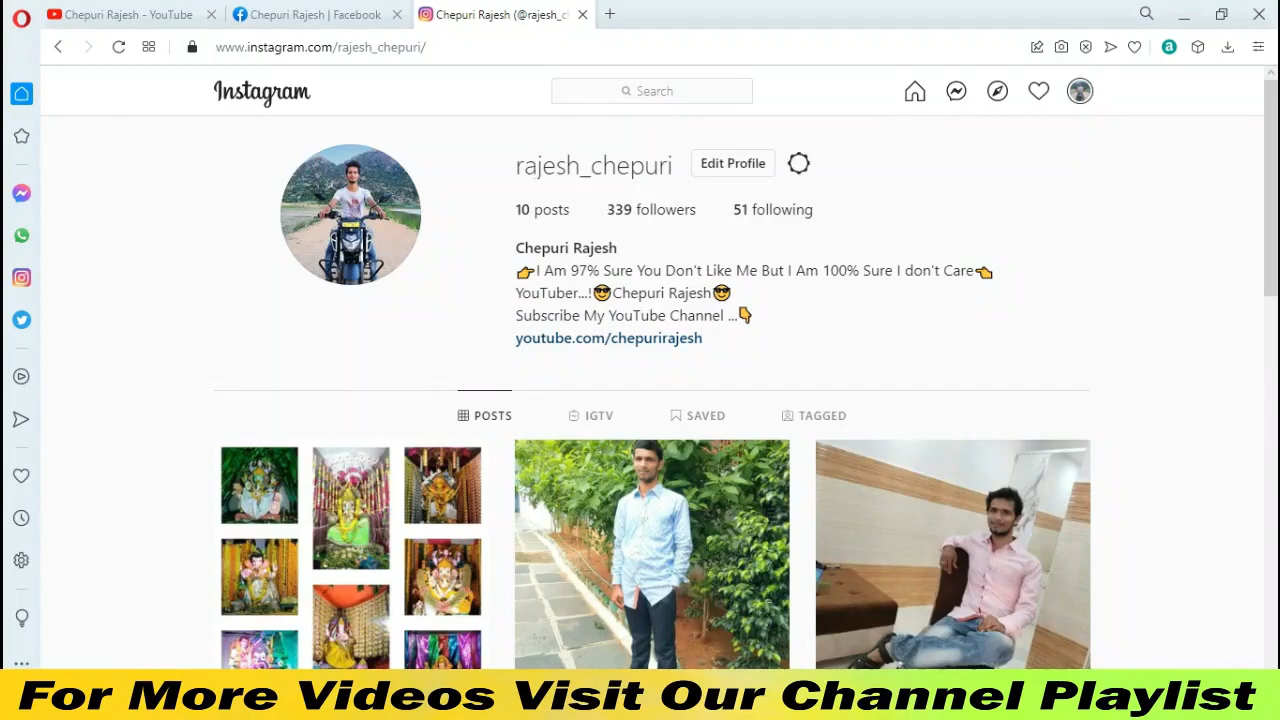 Chepuri Rajesh - YouTube
Chepuri Rajesh | Facebook
Chepuri Rajesh (@rajesh_c
www.instagram.com/rajesh_chepuri/
Instagram
Search
rajesh_chepuri
Edit Profile
10 posts 339 followers 51 following
Chepuri Rajesh
👉I Am 97% Sure You Don't Like Me But I Am 100% Sure I don't Care👈
YouTuber...!😎Chepuri Rajesh😎
Subscribe My YouTube Channel ...👇
youtube.com/chepurirajesh
POSTS IGTV SAVED TAGGED
For More Videos Visit Our Channel Playlist